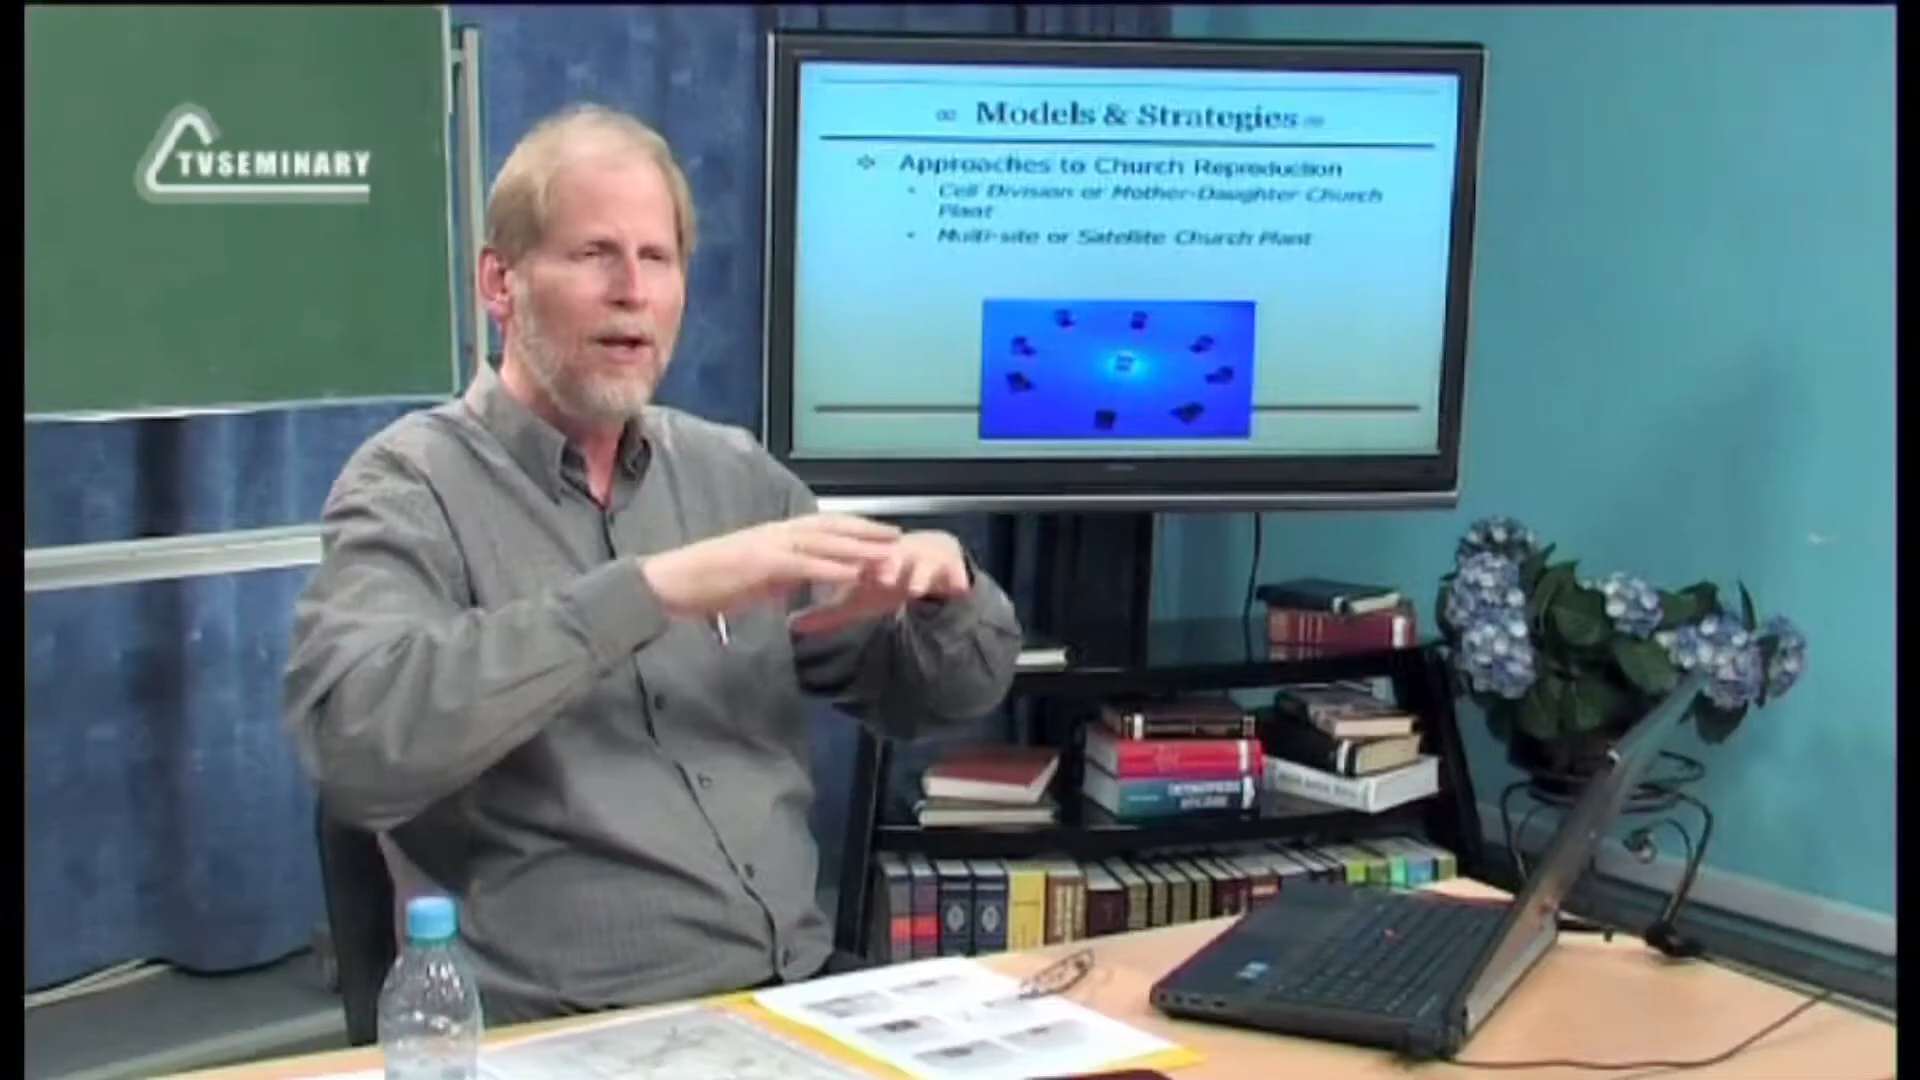 TVSEMINARY
Models & Strategies
Approaches to Church Reproduction
Cell Division or Mother-Daughter Church
Plant
Multi-site or Satellite Church Plant